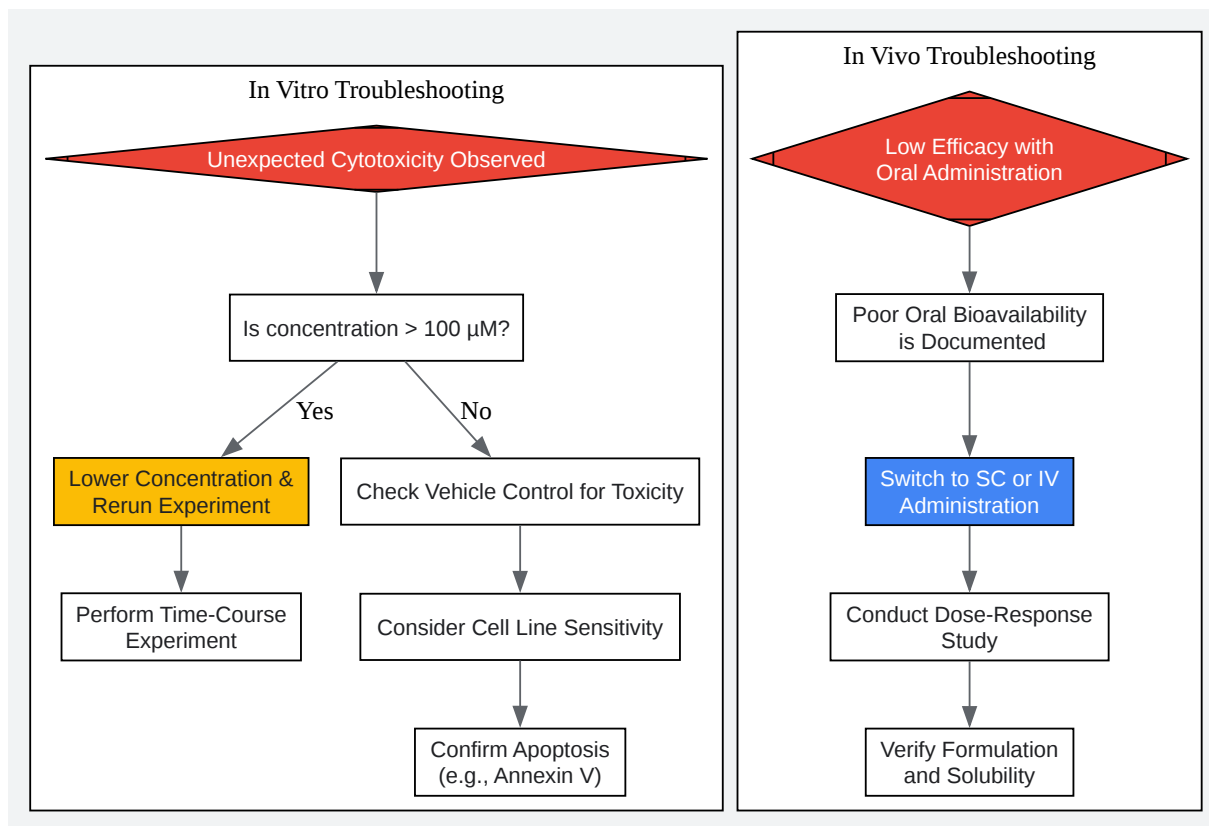 In Vitro Troubleshooting
Unexpected Cytotoxicity Observed
Is concentration > 100 µM?
Yes
No
Lower Concentration &
Rerun Experiment
Check Vehicle Control for Toxicity
Perform Time-Course
Experiment
Consider Cell Line Sensitivity
Confirm Apoptosis
(e.g., Annexin V)
In Vivo Troubleshooting
Low Efficacy with
Oral Administration
Poor Oral Bioavailability
is Documented
Switch to SC or IV
Administration
Conduct Dose-Response
Study
Verify Formulation
and Solubility